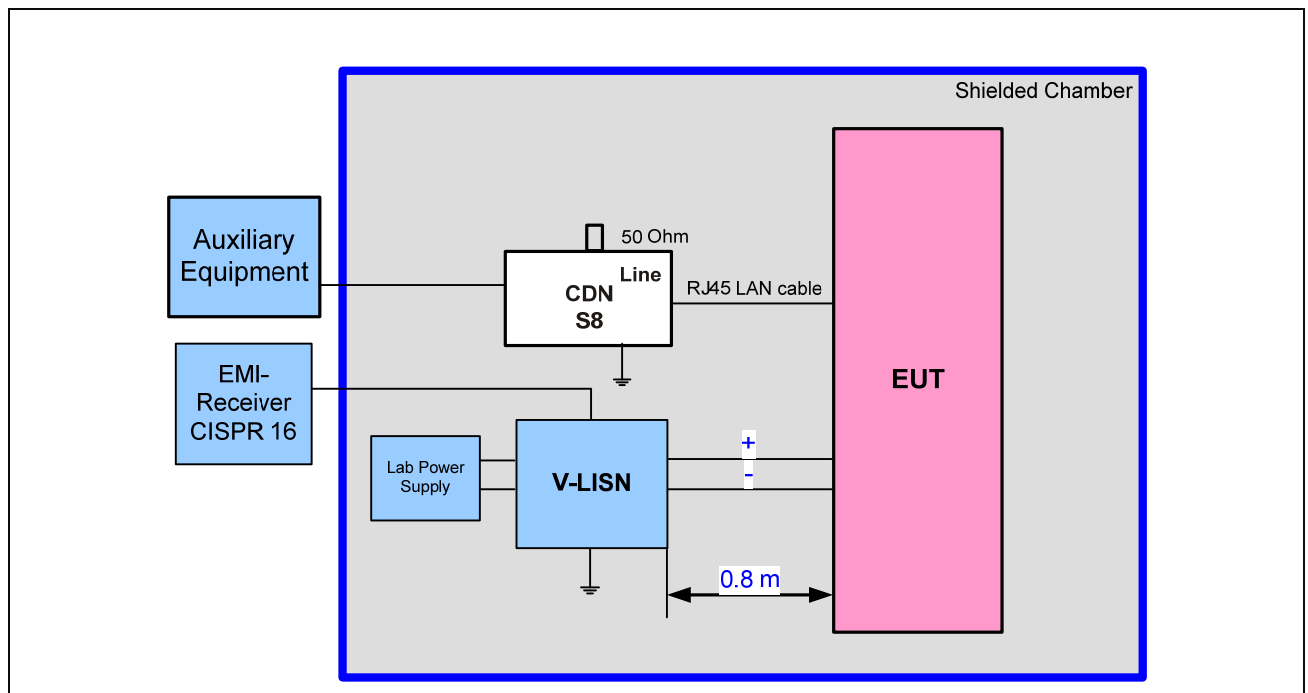 Shielded Chamber
Auxiliary
Equipment
50 Ohm
Line
CDN
S8
RJ45 LAN cable
EMI-
Receiver
CISPR 16
EUT
Lab Power
Supply
V-LISN
+
-
0.8 m